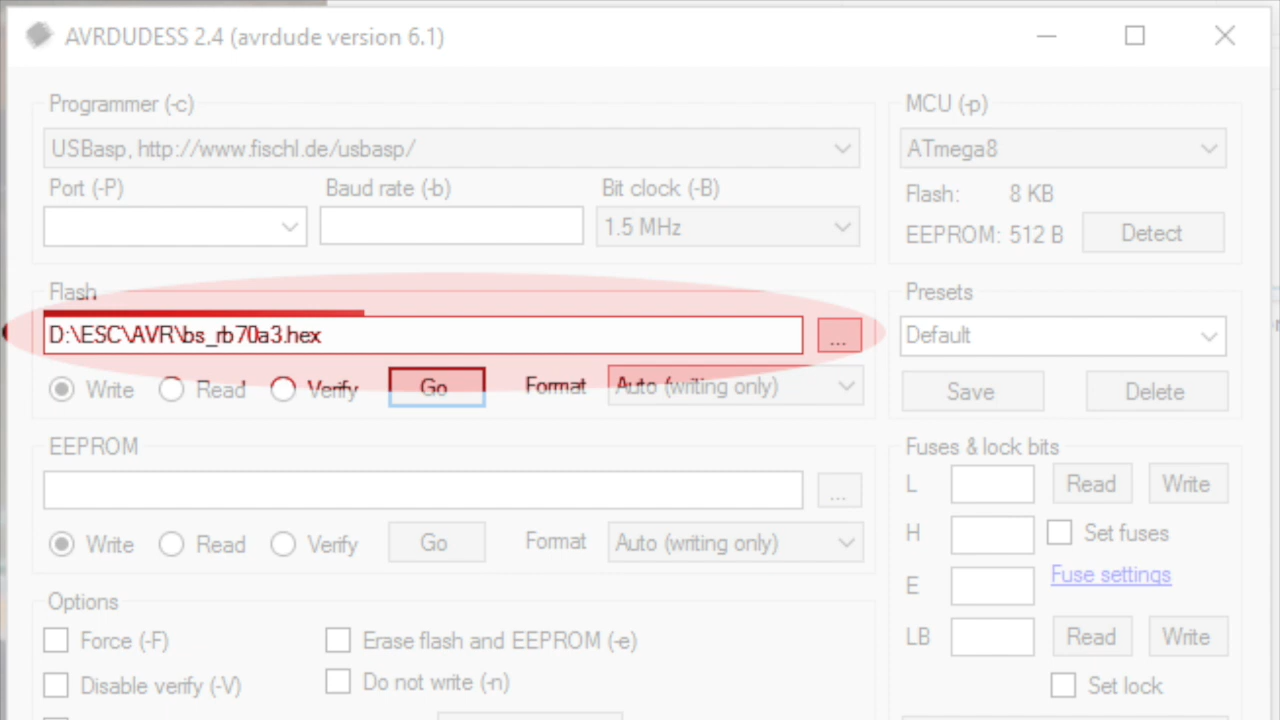 AVRDUDESS 2.4 (avrdude version 6.1)
Programmer (-c)
USBasp, http://www.fischl.de/usbasp/
Port (-P) Baud rate (-b) Bit clock (-B)
1.5 MHz
MCU (-p)
ATmega8
Flash: 8 KB
EEPROM: 512 B Detect
Flash
D:\ESC\AVR\bs_rb70a3.hex ...
Write Read Verify Go Format Auto (writing only)
Presets
Default
Save Delete
EEPROM
...
Write Read Verify Go Format Auto (writing only)
Fuses & lock bits
L Read Write
H Set fuses
E Fuse settings
LB Read Write
Set lock
Options
Force (-F) Erase flash and EEPROM (-e)
Disable verify (-V) Do not write (-n)